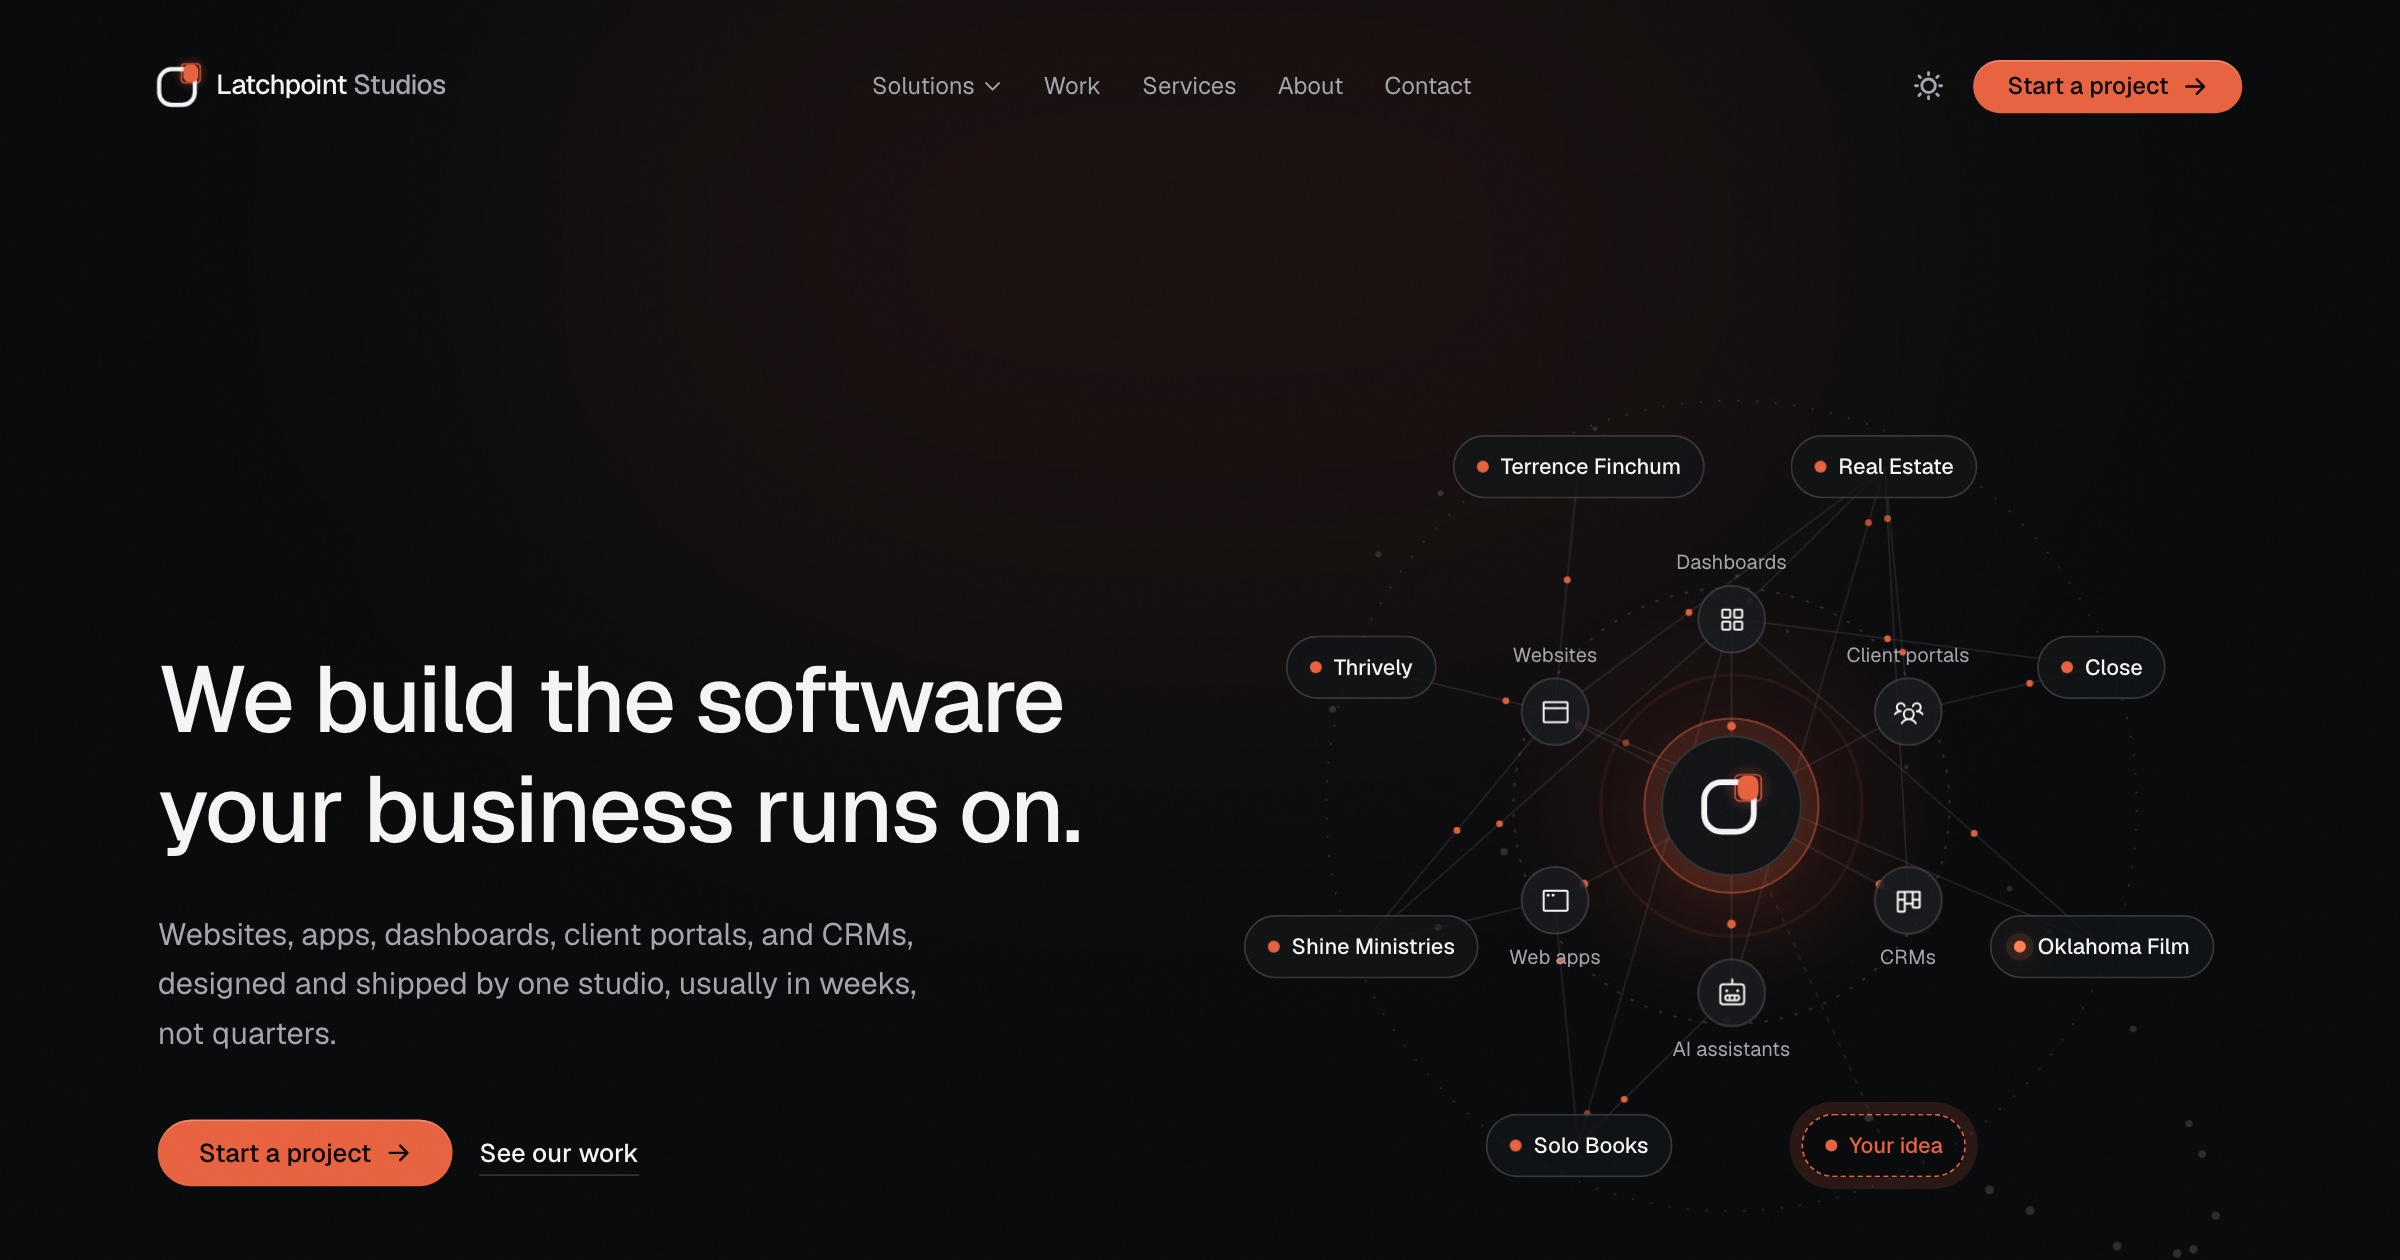 Latchpoint Studios
Solutions
Work
Services
About
Contact
Start a project
We build the software
your business runs on.
Websites, apps, dashboards, client portals, and CRMs,
designed and shipped by one studio, usually in weeks,
not quarters.
Start a project
See our work
Terrence Finchum
Real Estate
Dashboards
Thrively
Websites
Client portals
Close
Shine Ministries
Web apps
CRMs
Oklahoma Film
AI assistants
Solo Books
Your idea